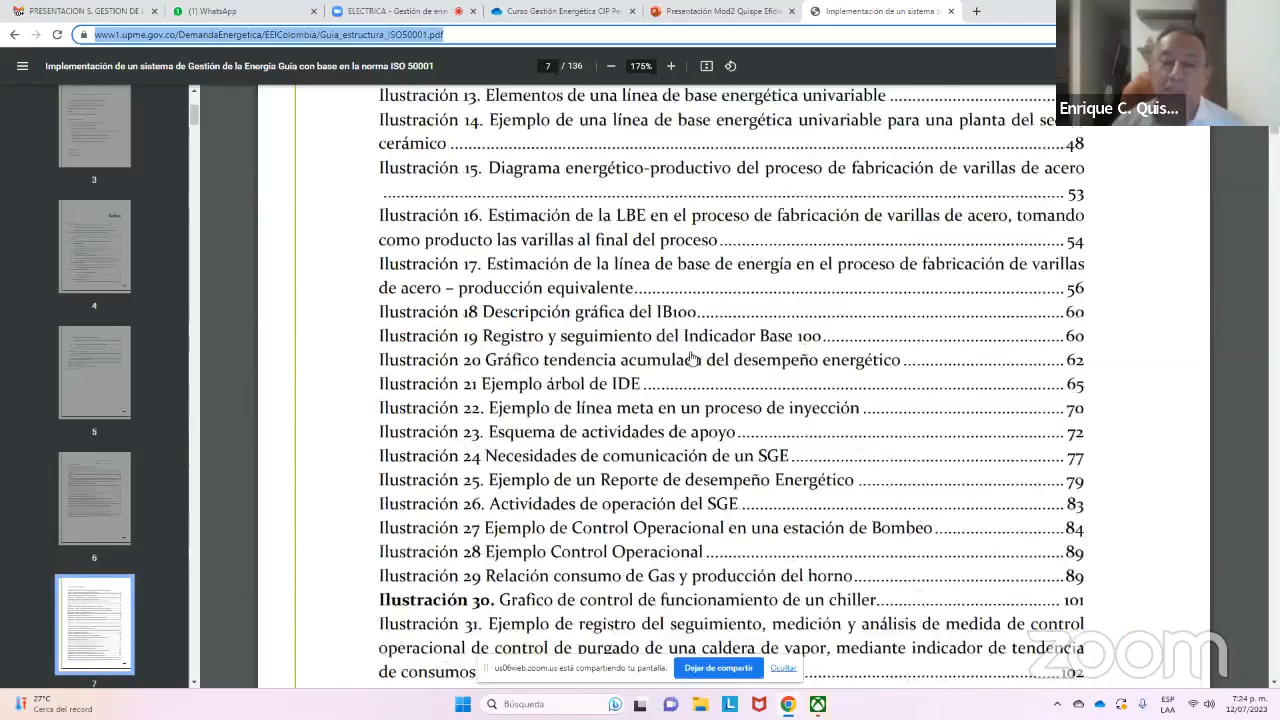 Presentacion S. GESTION DE L
(1) WhatsApp
ELECTRICA - Gestión de ener
Curso Gestión Energética CIP Pe
Presentación Mod2 Quispe Eficie
Implementación de un sistema d
www1.upme.gov.co/DemandaEnergetica/EEIColombia/Guia_estructura_ISO50001.pdf
Implementación de un sistema de Gestión de la Energía Guía con base en la norma ISO 50001
7 / 136
175%
Enrique C. Quis...
Ilustración 13. Elementos de una línea de base energética univariable
Ilustración 14. Ejemplo de una línea de base energética univariable para una planta del
cerámico 48
Ilustración 15. Diagrama energético-productivo del proceso de fabricación de varillas de acero
53
Ilustración 16. Estimación de la LBE en el proceso de fabricación de varillas de acero, tomando
como producto las varillas al final del proceso 54
Ilustración 17. Estimación de la línea de base de energía en el proceso de fabricación de varillas
de acero – producción equivalente 56
Ilustración 18 Descripción gráfica del IB100 60
Ilustración 19 Registro y seguimiento del Indicador Base 100 60
Ilustración 20 Gráfico tendencia acumulada del desempeño energético 62
Ilustración 21 Ejemplo árbol de IDE 65
Ilustración 22. Ejemplo de línea meta en un proceso de inyección 70
Ilustración 23. Esquema de actividades de apoyo 72
Ilustración 24 Necesidades de comunicación de un SGE 77
Ilustración 25. Ejemplo de un Reporte de desempeño Energético 79
Ilustración 26. Actividades de operación del SGE 83
Ilustración 27 Ejemplo de Control Operacional en una estación de Bombeo 84
Ilustración 28 Ejemplo Control Operacional 89
Ilustración 29 Relación consumo de Gas y producción del horno 89
Ilustración 30. Grafico de control de funcionamiento de un chiller 101
Ilustración 31. Ejemplo de registro del seguimiento, medición y análisis de medida de control
operacional de control de purgado de una caldera de vapor, mediante indicador de tendencia
de consumos 102
3
4
5
6
7
us06web.zoom.us está compartiendo tu pantalla.
Dejar de compartir
Ocultar
zoom
27°C
Cerca del récord
Búsqueda
ESP
LAA
7:24 p. m.
12/07/2023